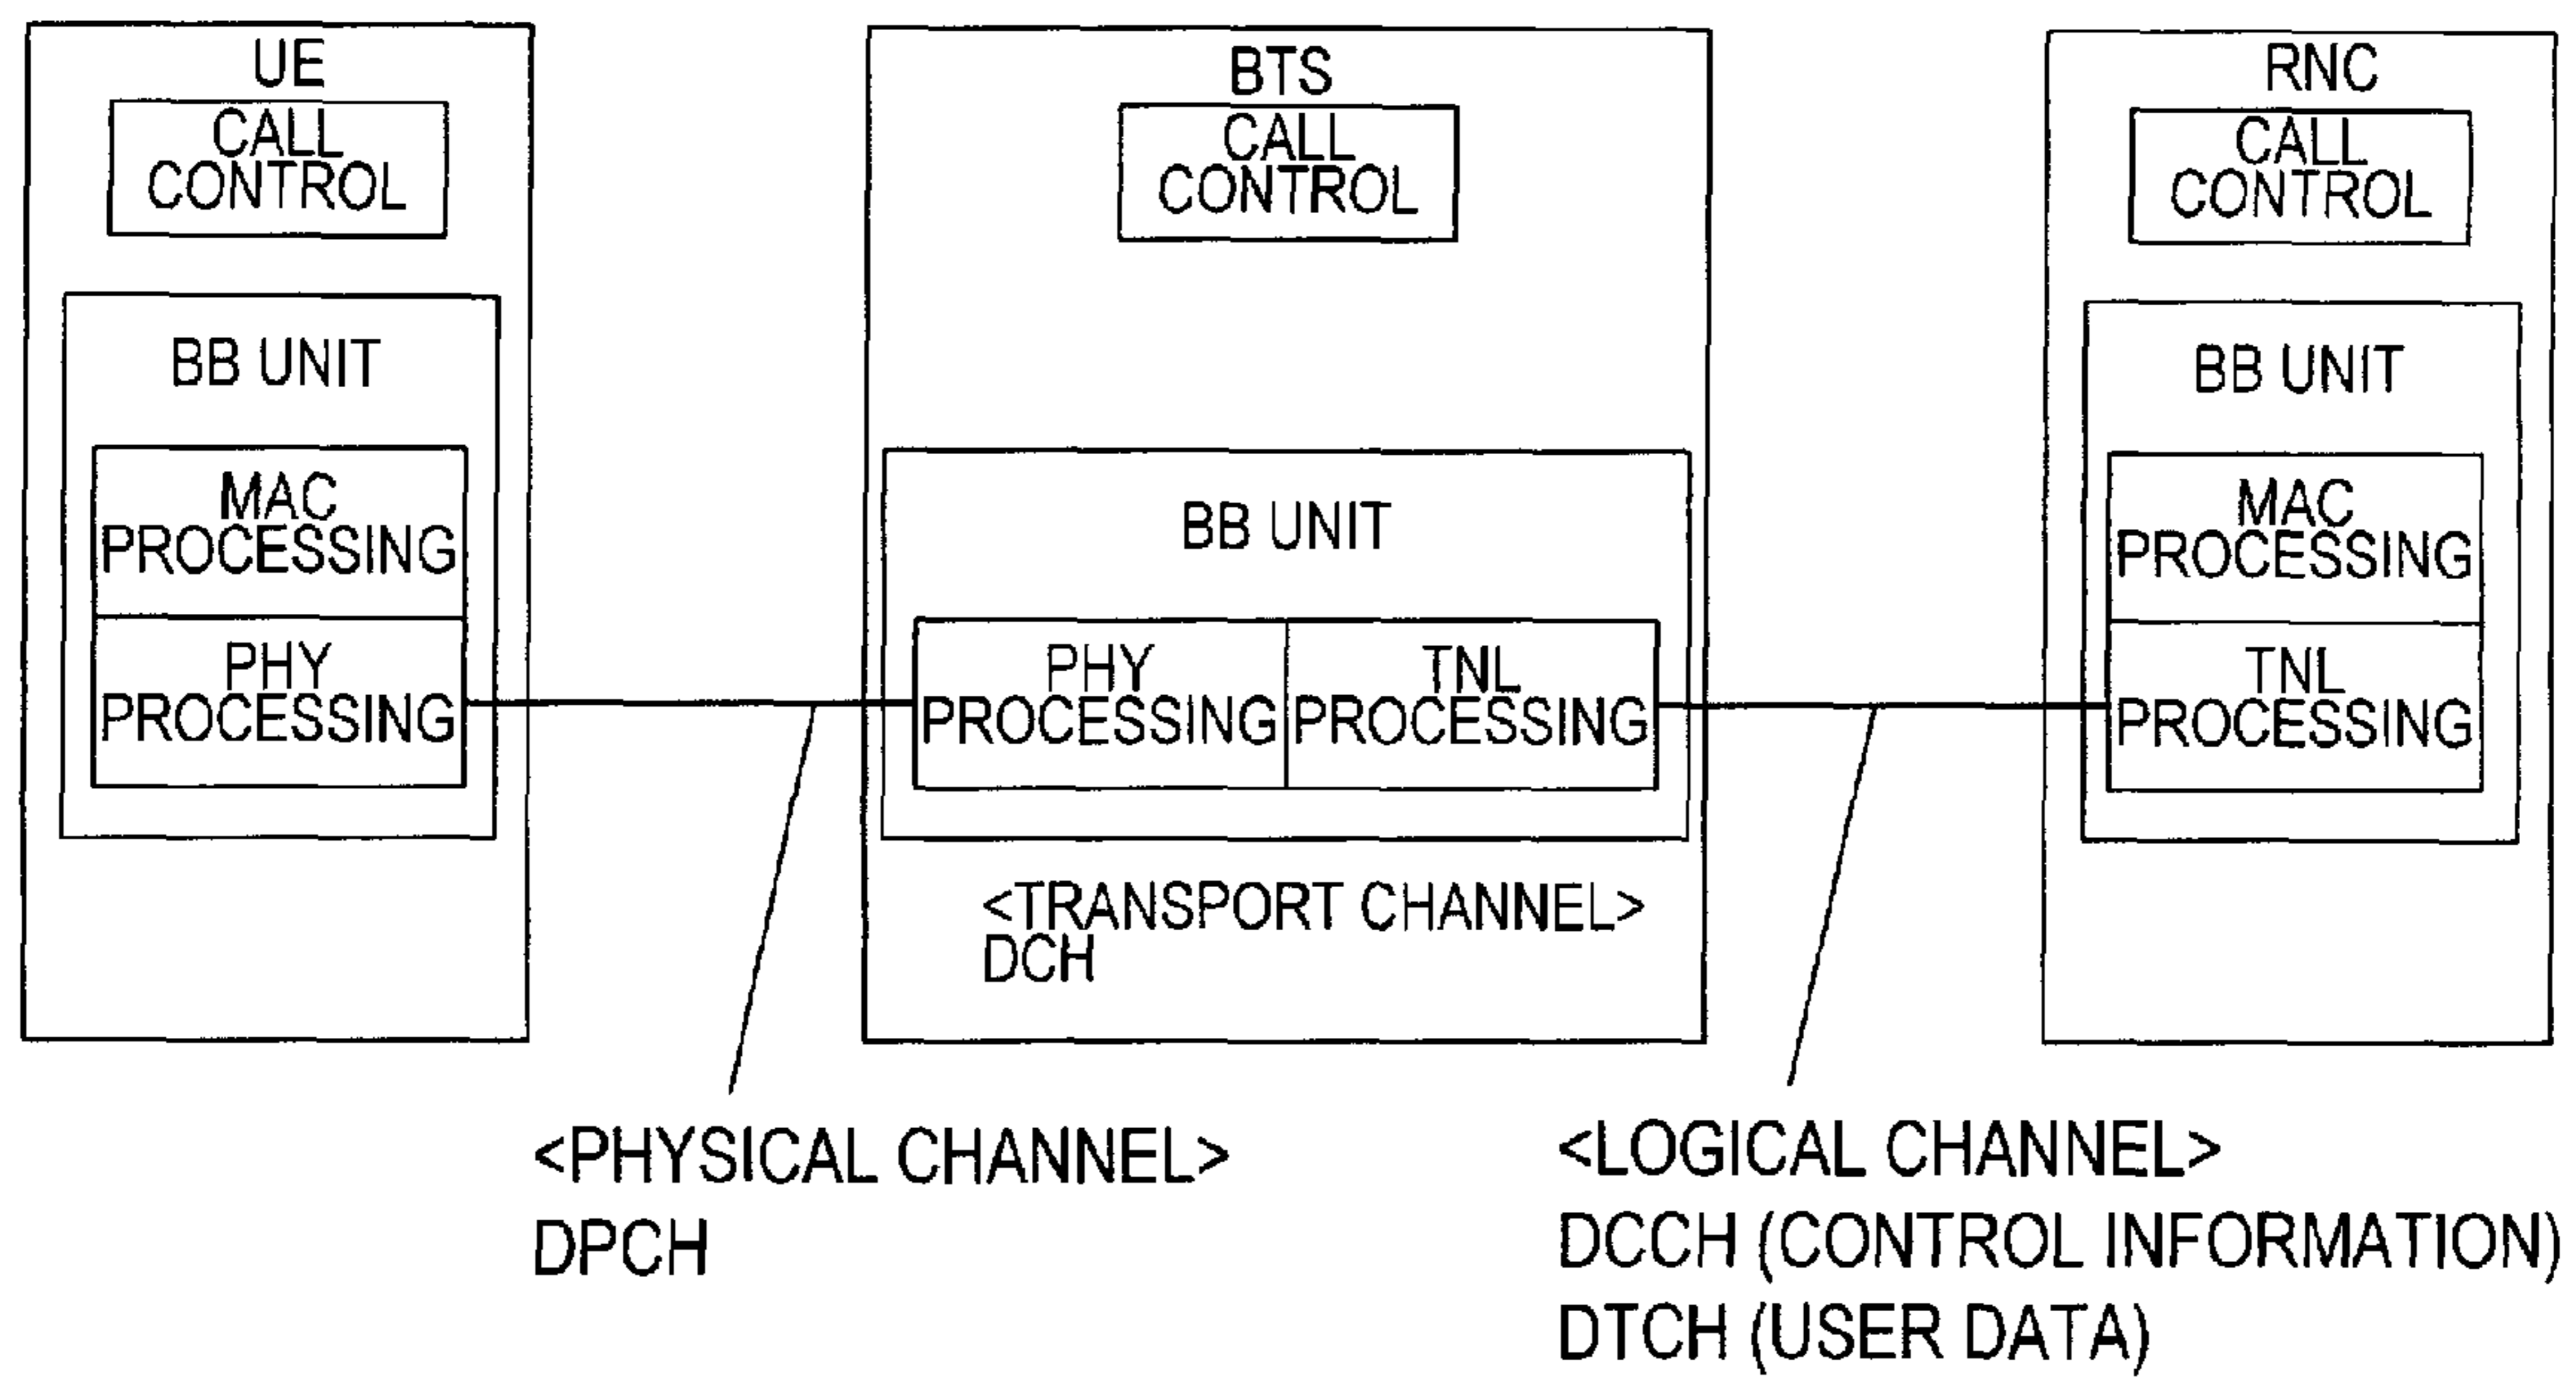 UE
CALL
CONTROL
BB UNIT
MAC
PROCESSING
PHY
PROCESSING
BTS
CALL
CONTROL
BB UNIT
PHY
PROCESSING
TNL
PROCESSING
<TRANSPORT CHANNEL>
DCH
RNC
CALL
CONTROL
BB UNIT
MAC
PROCESSING
TNL
PROCESSING
<PHYSICAL CHANNEL>
DPCH
<LOGICAL CHANNEL>
DCCH (CONTROL INFORMATION)
DTCH (USER DATA)